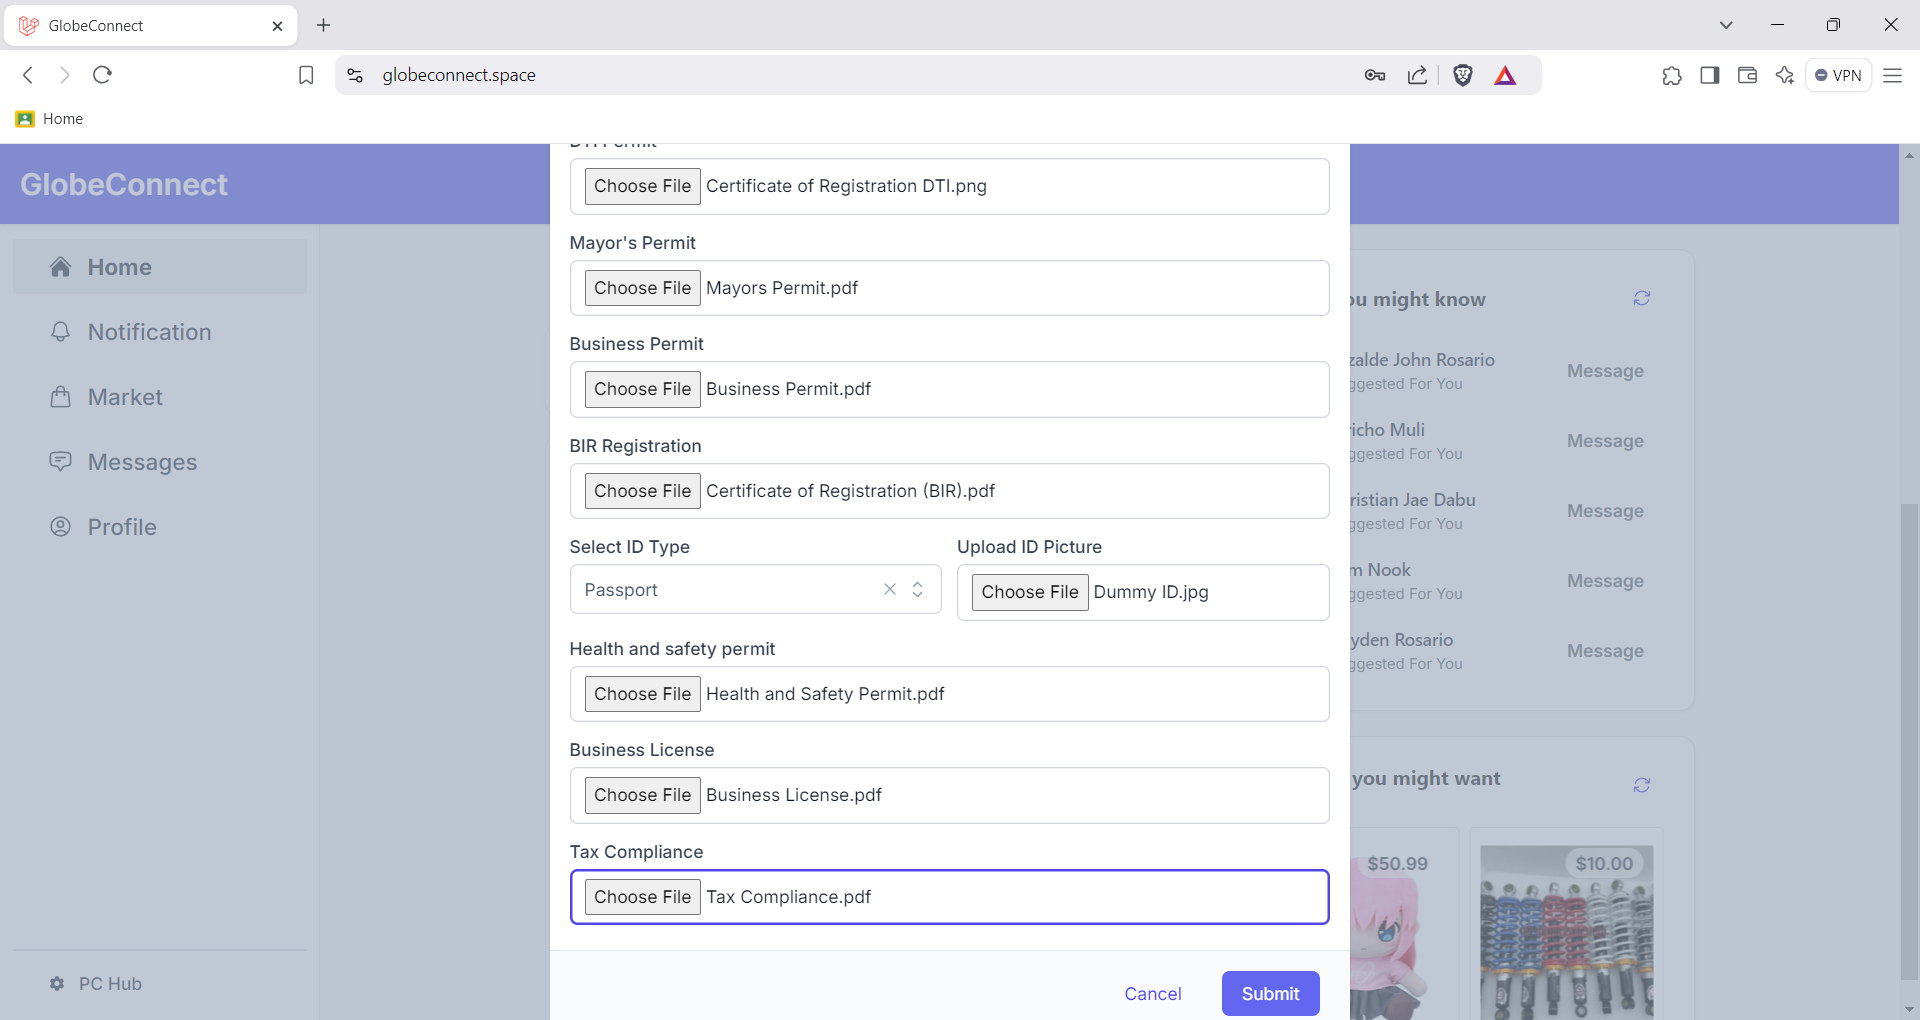 GlobeConnect
globeconnect.space
VPN
Home
GlobeConnect
Home
Notification
Market
Messages
Profile
PC Hub
DTI Permit
Choose File Certificate of Registration DTI.png
Mayor's Permit
Choose File Mayors Permit.pdf
Business Permit
Choose File Business Permit.pdf
BIR Registration
Choose File Certificate of Registration (BIR).pdf
Select ID Type
Passport
Upload ID Picture
Choose File Dummy ID.jpg
Health and safety permit
Choose File Health and Safety Permit.pdf
Business License
Choose File Business License.pdf
Tax Compliance
Choose File Tax Compliance.pdf
Cancel
Submit
ou might know
zalde John Rosario
ggested For You
Message
icho Muli
ggested For You
Message
ristian Jae Dabu
ggested For You
Message
m Nook
ggested For You
Message
yden Rosario
ggested For You
Message
you might want
$50.99
$10.00